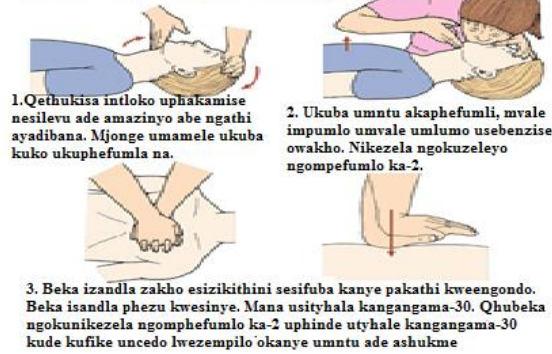 1.Qethukisa intloko uphakamise
nesilevu ade amazinyo abe ngathi
ayadibana. Mjonge umamele ukuba
kuko ukuphefumla na.
2. Ukuba umntu akaphefumli, mvale
impumlo umvale umlumo usebenzise
owakho. Nikezela ngokuzeleyo
ngompefumlo ka-2.
3. Beka izandla zakho esizikithini sesifuba kanye pakathi kweengondo.
Beka isandla phezu kwesinye. Mana usityhala kangangama-30. Qhubeka
ngokunikezela ngomphefumlo ka-2 uphinde utyhale kangangama-30
kude kufike uncedo lwezempilo okanye umntu ade ashukme